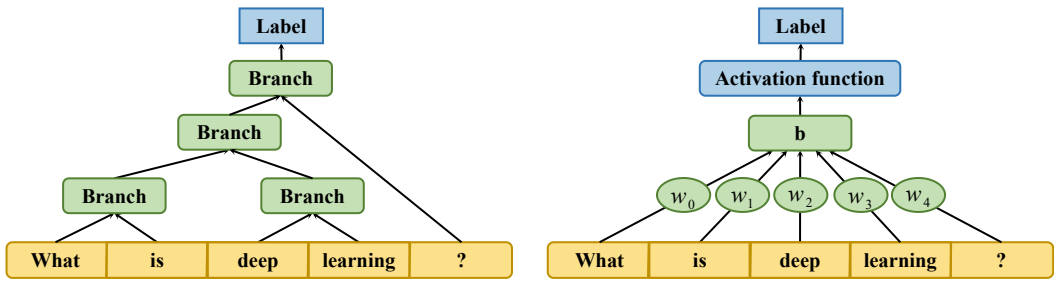 Label
Branch
Branch
Branch
Branch
What is deep learning ?
Label
Activation function
b
w0 w1 w2 w3 w4
What is deep learning ?